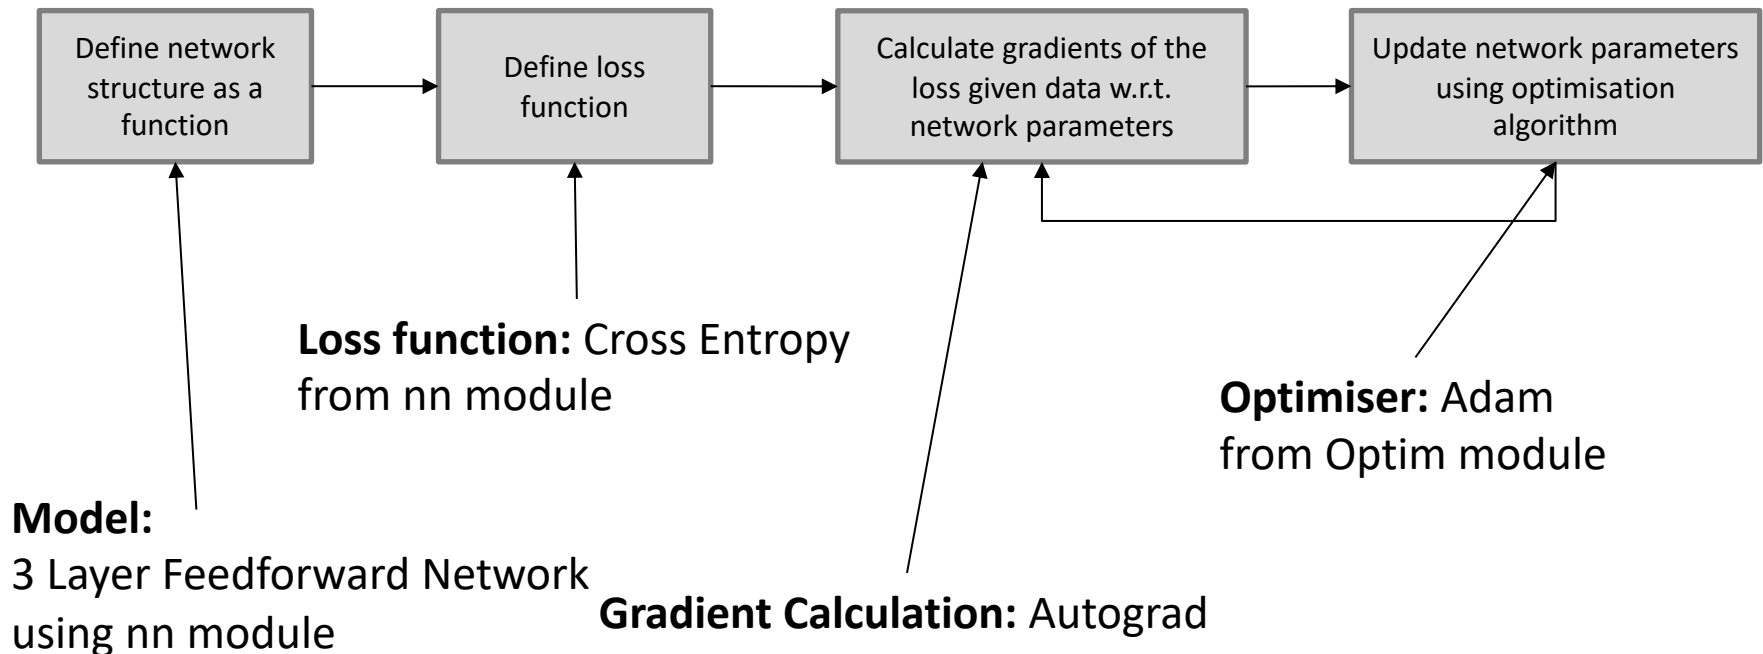 Define network
structure as a
function
Define loss
function
Calculate gradients of the
loss given data w.r.t.
network parameters
Update network parameters
using optimisation
algorithm
Loss function: Cross Entropy
from nn module
Optimiser: Adam
from Optim module
Model:
3 Layer Feedforward Network
using nn module
Gradient Calculation: Autograd